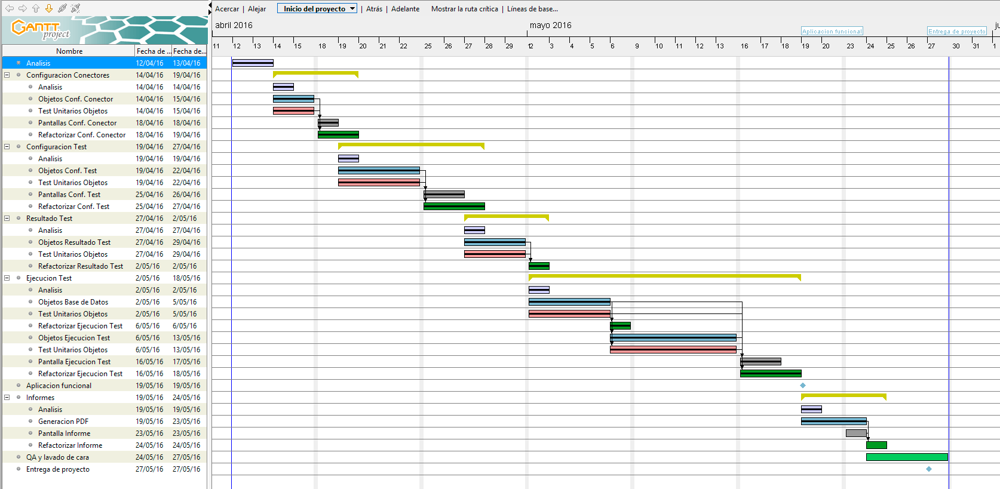 Acercar | Alejar Inicio del proyecto | Atrás | Adelante Mostrar la ruta crítica | Líneas de base...
GANTT project
abril 2016 mayo 2016 ju
Aplicacion funcional Entrega de proyecto
11 12 13 14 15 18 19 20 21 22 25 26 27 28 29 2 3 4 5 6 9 10 11 12 13 16 17 18 19 20 23 24 25 26 27 30 31 1
Nombre Fecha de ... Fecha de...
Analisis 12/04/16 13/04/16
Configuracion Conectores 14/04/16 19/04/16
Analisis 14/04/16 14/04/16
Objetos Conf. Conector 14/04/16 15/04/16
Test Unitarios Objetos 14/04/16 15/04/16
Pantallas Conf. Conector 18/04/16 18/04/16
Refactorizar Conf. Conector 18/04/16 19/04/16
Configuracion Test 19/04/16 27/04/16
Analisis 19/04/16 19/04/16
Objetos Conf. Test 19/04/16 22/04/16
Test Unitarios Objetos 19/04/16 22/04/16
Pantallas Conf. Test 25/04/16 26/04/16
Refactorizar Conf. Test 25/04/16 27/04/16
Resultado Test 27/04/16 2/05/16
Analisis 27/04/16 27/04/16
Objetos Resultado Test 27/04/16 29/04/16
Test Unitarios Objetos 27/04/16 29/04/16
Refactorizar Resultado Test 2/05/16 2/05/16
Ejecucion Test 2/05/16 18/05/16
Analisis 2/05/16 2/05/16
Objetos Base de Datos 2/05/16 5/05/16
Test Unitarios Objetos 2/05/16 5/05/16
Refactorizar Ejecucion Test 6/05/16 6/05/16
Objetos Ejecucion Test 6/05/16 13/05/16
Test Unitarios Objetos 6/05/16 13/05/16
Pantalla Ejecucion Test 16/05/16 17/05/16
Refactorizar Ejecucion Test 16/05/16 18/05/16
Aplicacion funcional 19/05/16 19/05/16
Informes 19/05/16 24/05/16
Analisis 19/05/16 19/05/16
Generacion PDF 19/05/16 23/05/16
Pantalla Informe 23/05/16 23/05/16
Refactorizar Informe 24/05/16 24/05/16
QA y lavado de cara 24/05/16 27/05/16
Entrega de proyecto 27/05/16 27/05/16